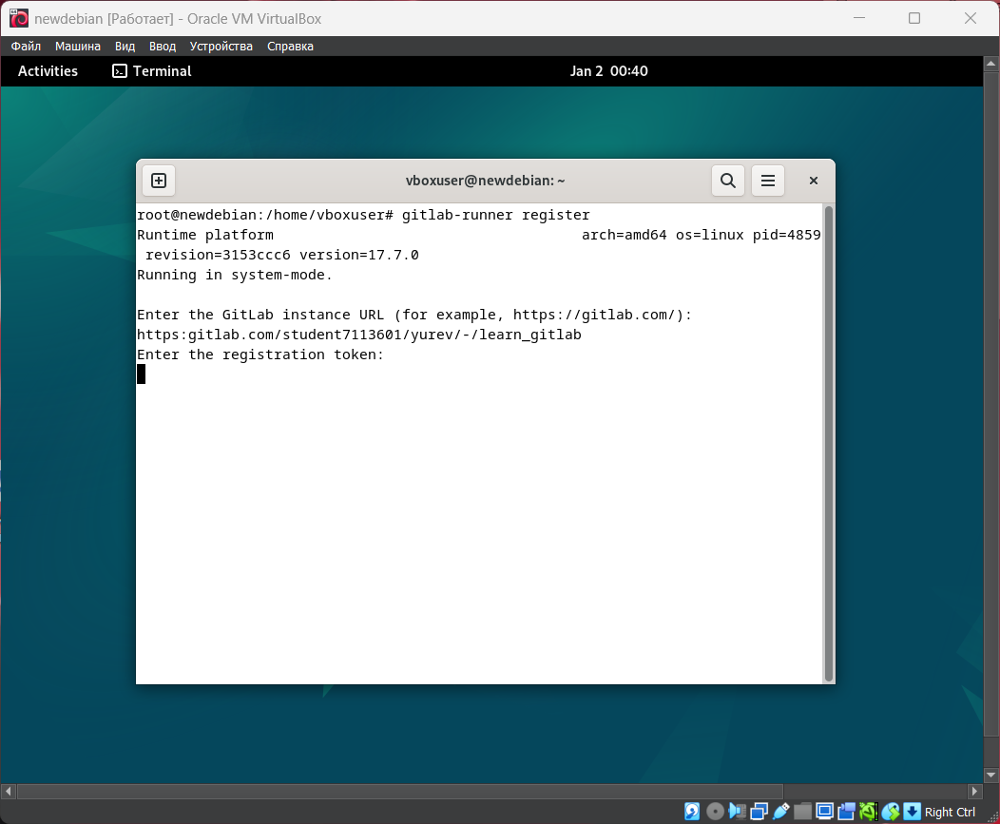 newdebian [Работает] - Oracle VM VirtualBox
Файл Машина Вид Ввод Устройства Справка
Activities Terminal Jan 2 00:40
vboxuser@newdebian: ~
root@newdebian:/home/vboxuser# gitlab-runner register
Runtime platform arch=amd64 os=linux pid=4859
revision=3153ccc6 version=17.7.0
Running in system-mode.
Enter the GitLab instance URL (for example, https://gitlab.com/):
https:gitlab.com/student7113601/yurev/-/learn_gitlab
Enter the registration token:
Right Ctrl